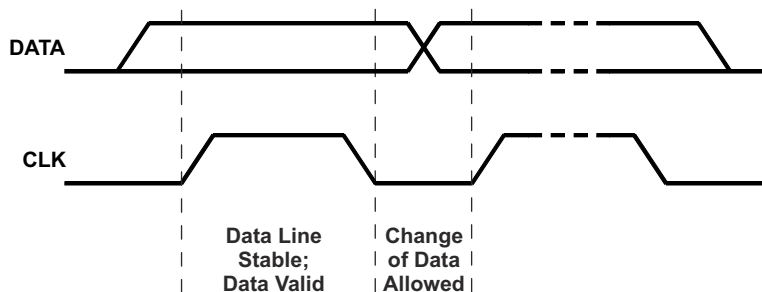 DATA
CLK
Data Line
Stable;
Data Valid
Change
of Data
Allowed